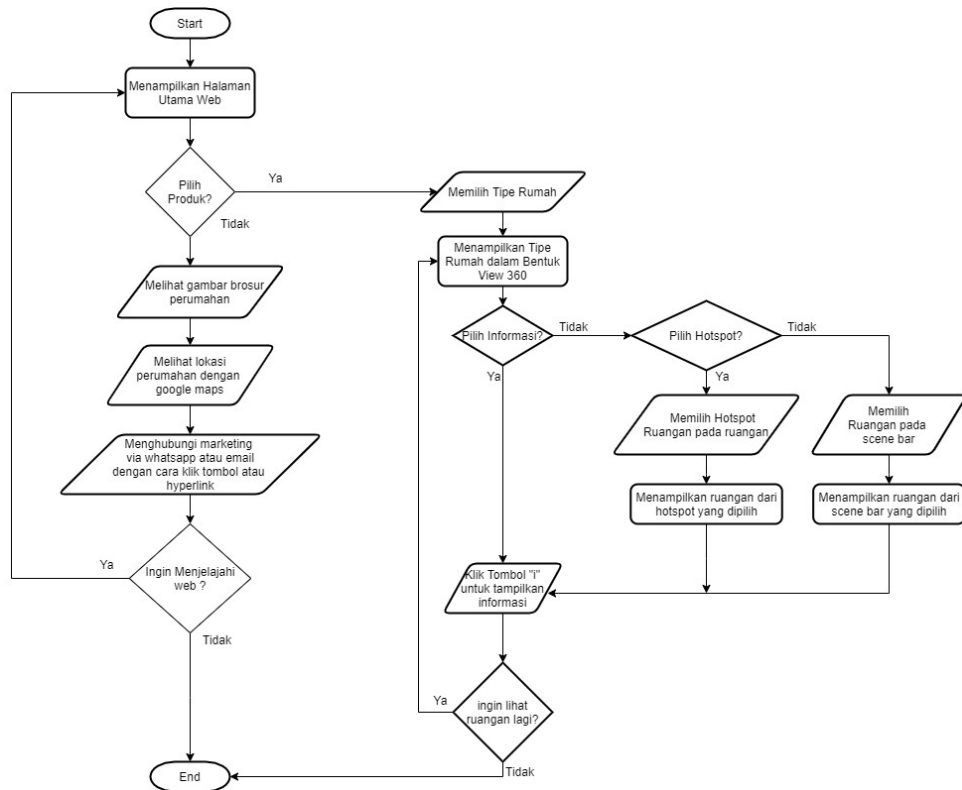 Start
Menampilkan Halaman
Utama Web
Pilih
Produk?
Ya
Tidak
Melihat gambar brosur
perumahan
Melihat lokasi
perumahan dengan
google maps
Menghubungi marketing
via whatsapp atau email
dengan cara klik tombol atau
hyperlink
Ingin Menjelajahi
web ?
Ya
Tidak
End
Memilih Tipe Rumah
Menampilkan Tipe
Rumah dalam Bentuk
View 360
Pilih Informasi?
Tidak
Ya
Pilih Hotspot?
Tidak
Ya
Memilih Hotspot
Ruangan pada ruangan
Menampilkan ruangan dari
hotspot yang dipilih
Memilih
Ruangan pada
scene bar
Menampilkan ruangan dari
scene bar yang dipilih
Klik Tombol "i"
untuk tampilkan
informasi
ingin lihat
ruangan lagi?
Ya
Tidak